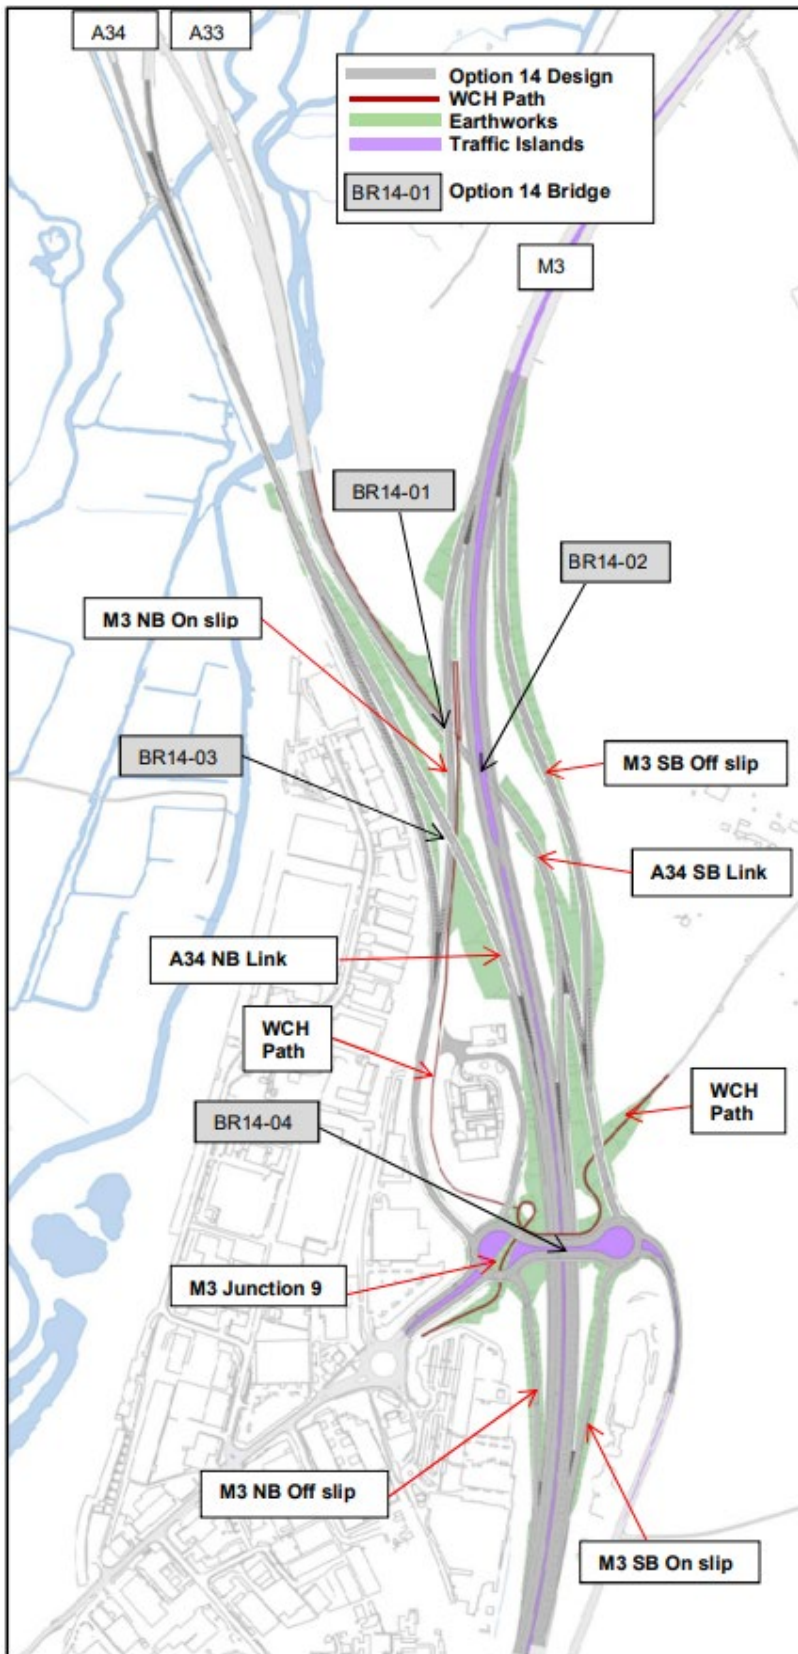 A34
A33
Option 14 Design
WCH Path
Earthworks
Traffic Islands
BR14-01 Option 14 Bridge
M3
BR14-01
BR14-02
M3 NB On slip
BR14-03
M3 SB Off slip
A34 SB Link
A34 NB Link
WCH
Path
WCH
Path
BR14-04
M3 Junction 9
M3 NB Off slip
M3 SB On slip